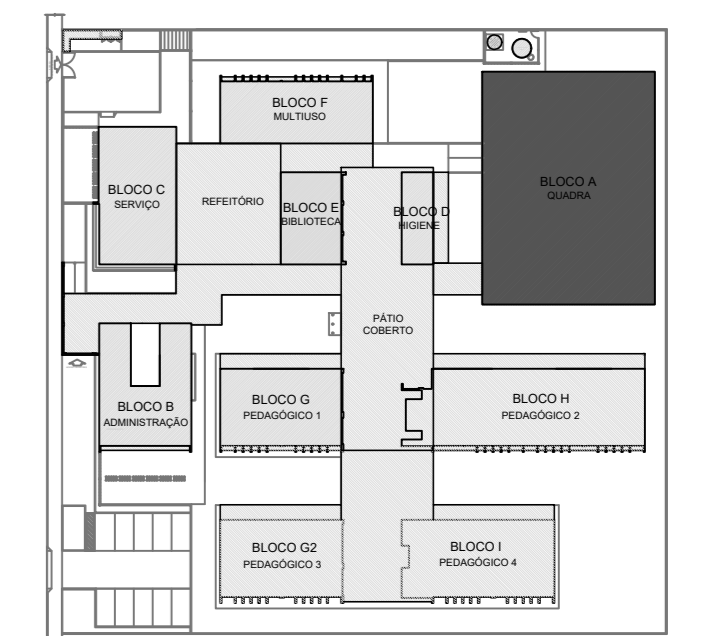 BLOCO F
MULTIUSO
BLOCO C
SERVIÇO
REFEITÓRIO
BLOCO E
BIBLIOTECA
BLOCO D
HIGIENE
BLOCO A
QUADRA
PÁTIO
COBERTO
BLOCO B
ADMINISTRAÇÃO
BLOCO G
PEDAGÓGICO 1
BLOCO H
PEDAGÓGICO 2
BLOCO G2
PEDAGÓGICO 3
BLOCO I
PEDAGÓGICO 4